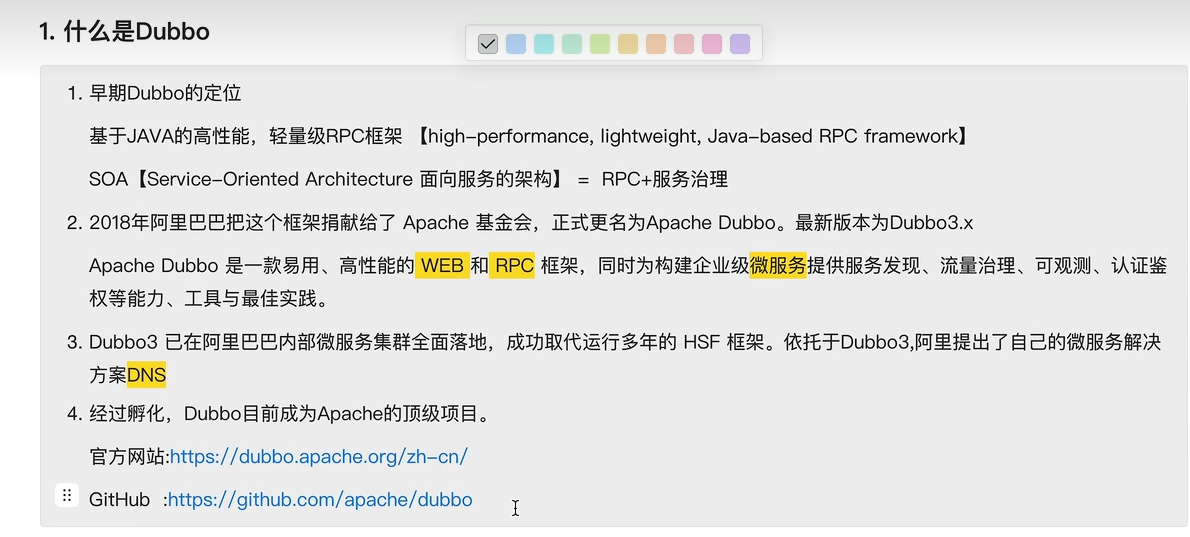 1. 什么是Dubbo
1. 早期Dubbo的定位
基于JAVA的高性能，轻量级RPC框架 【high-performance, lightweight, Java-based RPC framework】
SOA【Service-Oriented Architecture 面向服务的架构】 = RPC+服务治理
2. 2018年阿里巴巴把这个框架捐献给了 Apache 基金会，正式更名为Apache Dubbo。最新版本为Dubbo3.x
Apache Dubbo 是一款易用、高性能的 WEB 和 RPC 框架，同时为构建企业级微服务提供服务发现、流量治理、可观测、认证鉴
权等能力、工具与最佳实践。
3. Dubbo3 已在阿里巴巴内部微服务集群全面落地，成功取代运行多年的 HSF 框架。依托于Dubbo3,阿里提出了自己的微服务解决
方案DNS
4. 经过孵化，Dubbo目前成为Apache的顶级项目。
官方网站:https://dubbo.apache.org/zh-cn/
GitHub :https://github.com/apache/dubbo